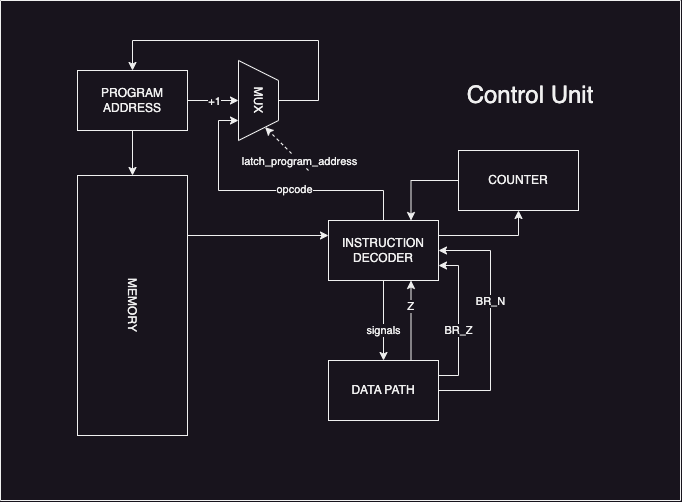 Control Unit
PROGRAM
ADDRESS
+1
MUX
latch_program_address
opcode
COUNTER
INSTRUCTION
DECODER
MEMORY
signals
Z
BR_Z
BR_N
DATA PATH